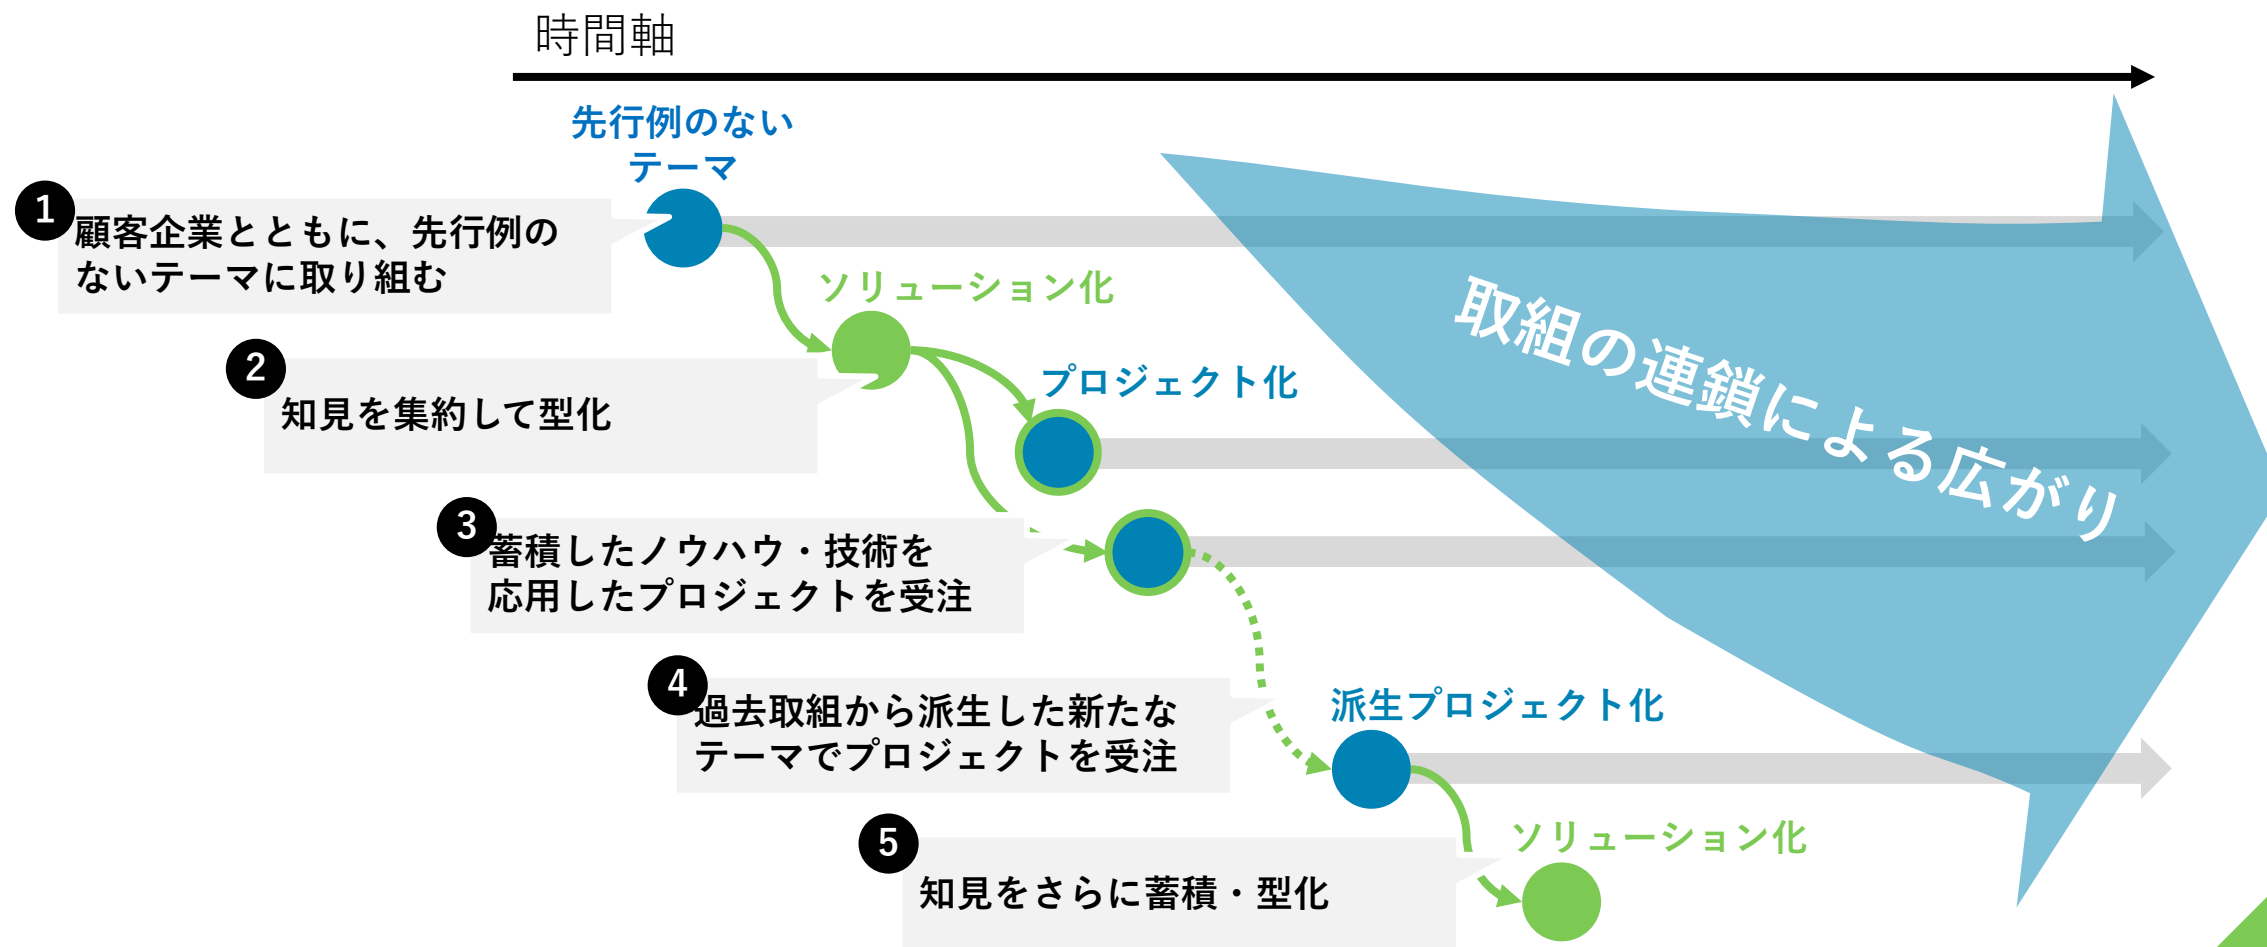 時間軸
先行例のない
テーマ
1
顧客企業とともに、先行例の
ないテーマに取り組む
ソリューション化
2
知見を集約して型化
プロジェクト化
取組の連鎖による広がり
3
蓄積したノウハウ・技術を
応用したプロジェクトを受注
4
過去取組から派生した新たな
テーマでプロジェクトを受注
派生プロジェクト化
5
知見をさらに蓄積・型化
ソリューション化